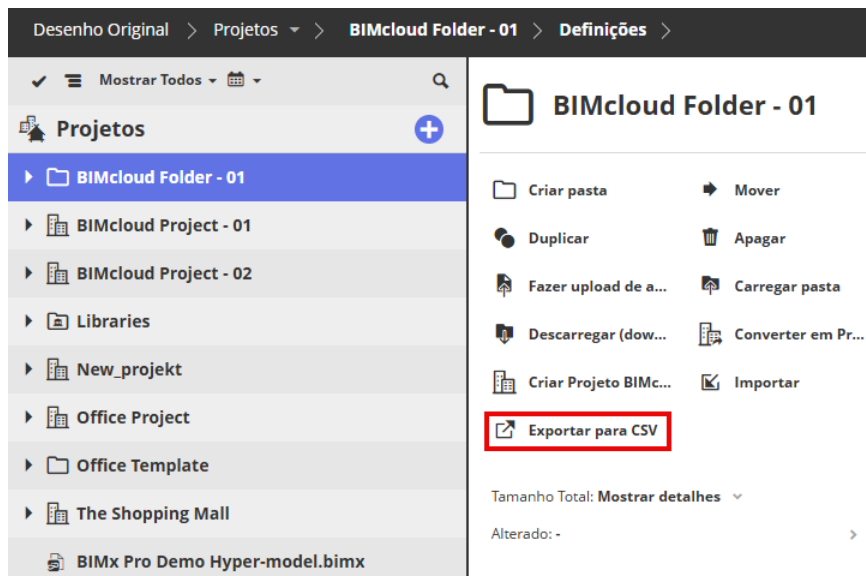 Desenho Original > Projetos > BIMcloud Folder - 01 > Definições >
Mostrar Todos
Projetos
BIMcloud Folder - 01
BIMcloud Project - 01
BIMcloud Project - 02
Libraries
New_projekt
Office Project
Office Template
The Shopping Mall
BIMx Pro Demo Hyper-model.bimx
BIMcloud Folder - 01
Criar pasta
Mover
Duplicar
Apagar
Fazer upload de a...
Carregar pasta
Descarregar (dow...
Converter em Pr...
Criar Projeto BIMc...
Importar
Exportar para CSV
Tamanho Total: Mostrar detalhes
Alterado: -